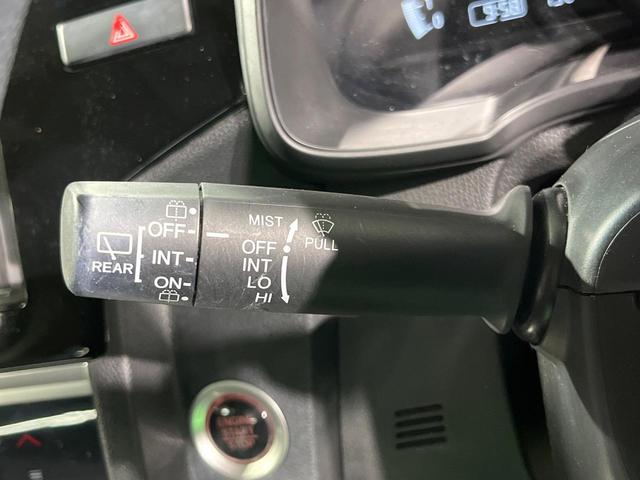 OFF-
REAR INT-
ON-
MIST
PULL
OFF
INT
LO
HI